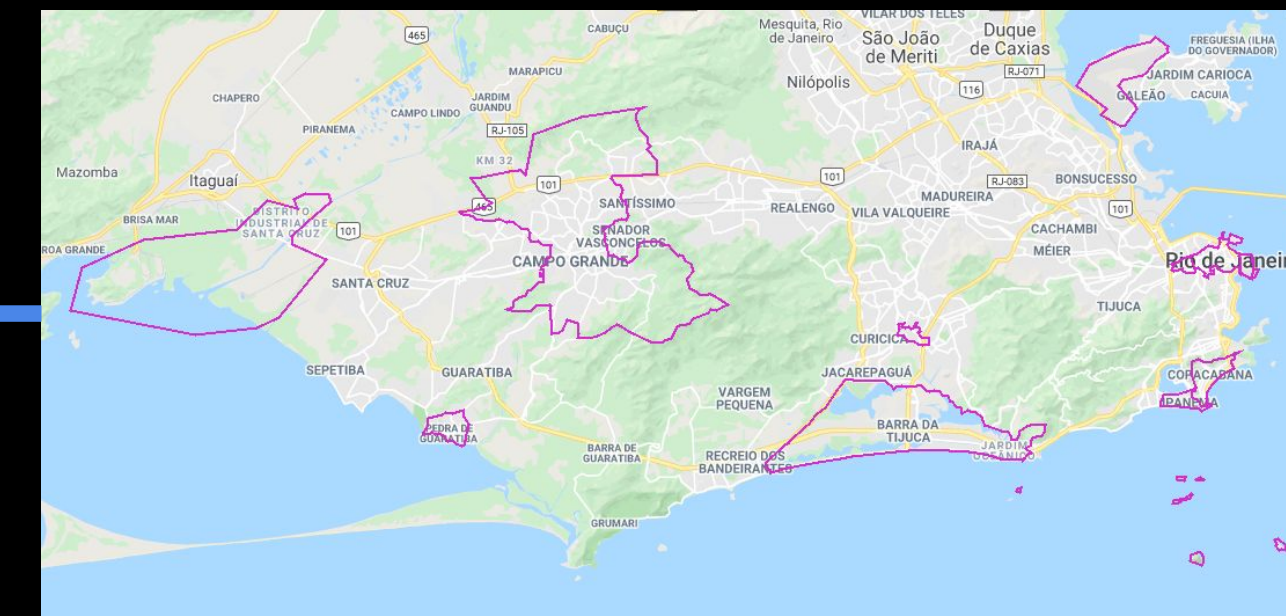 VILAR DOS TELES
Mesquita, Rio
de Janeiro
São João
de Meriti
Duque
de Caxias
CABUÇU
465
FREGUESIA (ILHA
DO GOVERNADOR)
MARAPICU
Nilópolis
RJ-071
JARDIM CARIOCA
116
GALEÃO
CACUIA
CHAPERO
JARDIM
GUANDU
CAMPO LINDO
PIRANEMA
RJ-105
IRAJÁ
KM 32
Mazomba
Itaguaí
101
465
101
RJ-083
BONSUCESSO
MADUREIRA
SANTÍSSIMO
REALENGO
VILA VALQUEIRE
101
BRISA MAR
DISTRITO
INDUSTRIAL DE
SANTA CRUZ
101
SENADOR
VASCONCELOS
CACHAMBI
ROA GRANDE
MÉIER
CAMPO GRANDE
Rio de Janeir
SANTA CRUZ
TIJUCA
CURICICA
SEPETIBA
GUARATIBA
JACAREPAGUÁ
COPACABANA
VARGEM
PEQUENA
IPANEMA
PEDRA DE
GUARATIBA
BARRA DA
TIJUCA
BARRA DE
GUARATIBA
RECREIO DOS
BANDEIRANTES
JARDIM
OCEÂNICO
GRUMARI